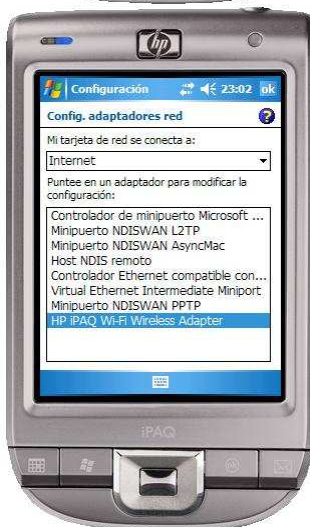 hp
Configuración 23:02 ok
Config. adaptadores red
Mi tarjeta de red se conecta a:
Internet
Puntee en un adaptador para modificar la
configuración:
Controlador de minipuerto Microsoft ...
Minipuerto NDISWAN L2TP
Minipuerto NDISWAN AsyncMac
Host NDIS remoto
Controlador Ethernet compatible con...
Virtual Ethernet Intermediate Miniport
Minipuerto NDISWAN PPTP
HP iPAQ Wi-Fi Wireless Adapter
iPAQ
ok